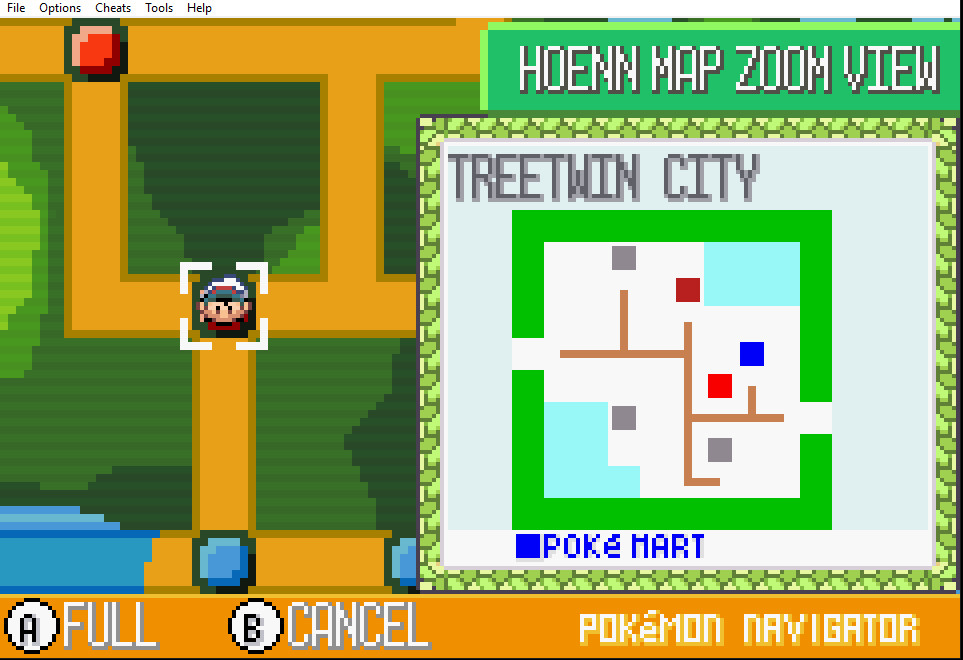 File Options Cheats Tools Help
HOENN MAP ZOOM VIEW
TREETWIN CITY
POKé MART
A FULL B CANCEL POKéMON NAVIGATOR